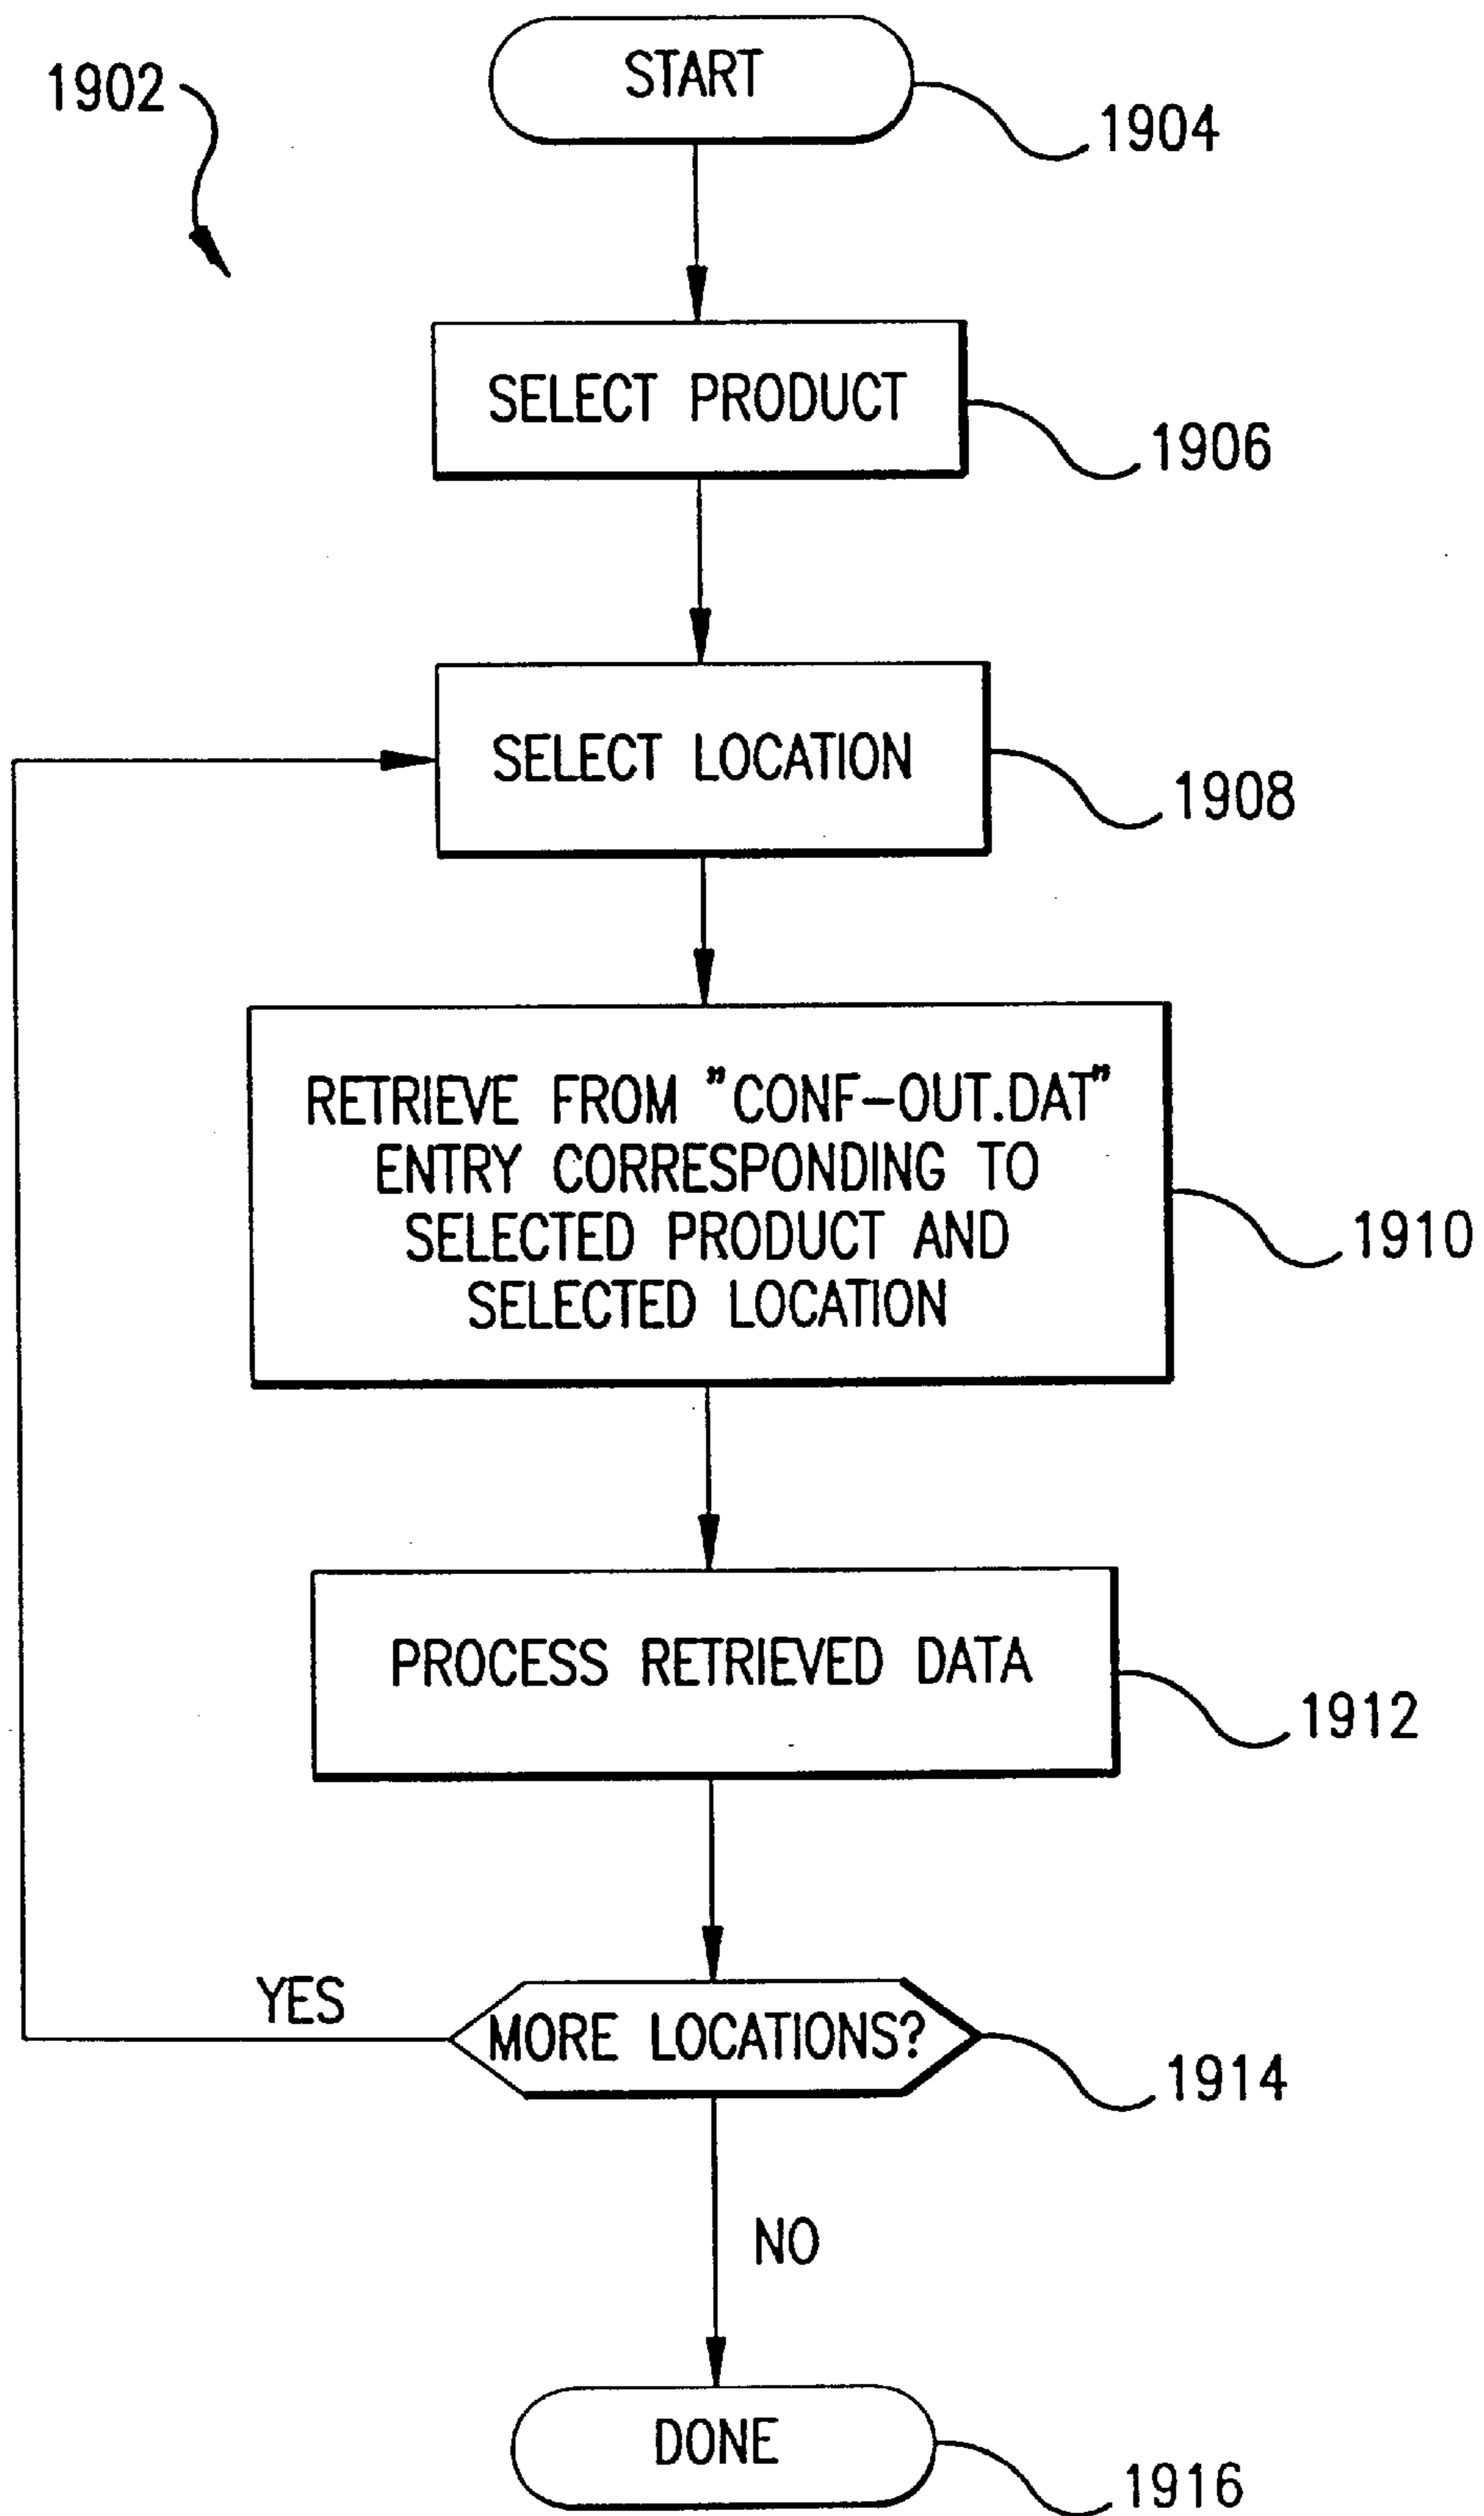 1902
START
1904
SELECT PRODUCT
1906
SELECT LOCATION
1908
RETRIEVE FROM "CONF-OUT.DAT"
ENTRY CORRESPONDING TO
SELECTED PRODUCT AND
SELECTED LOCATION
1910
PROCESS RETRIEVED DATA
1912
YES
MORE LOCATIONS?
1914
NO
DONE
1916